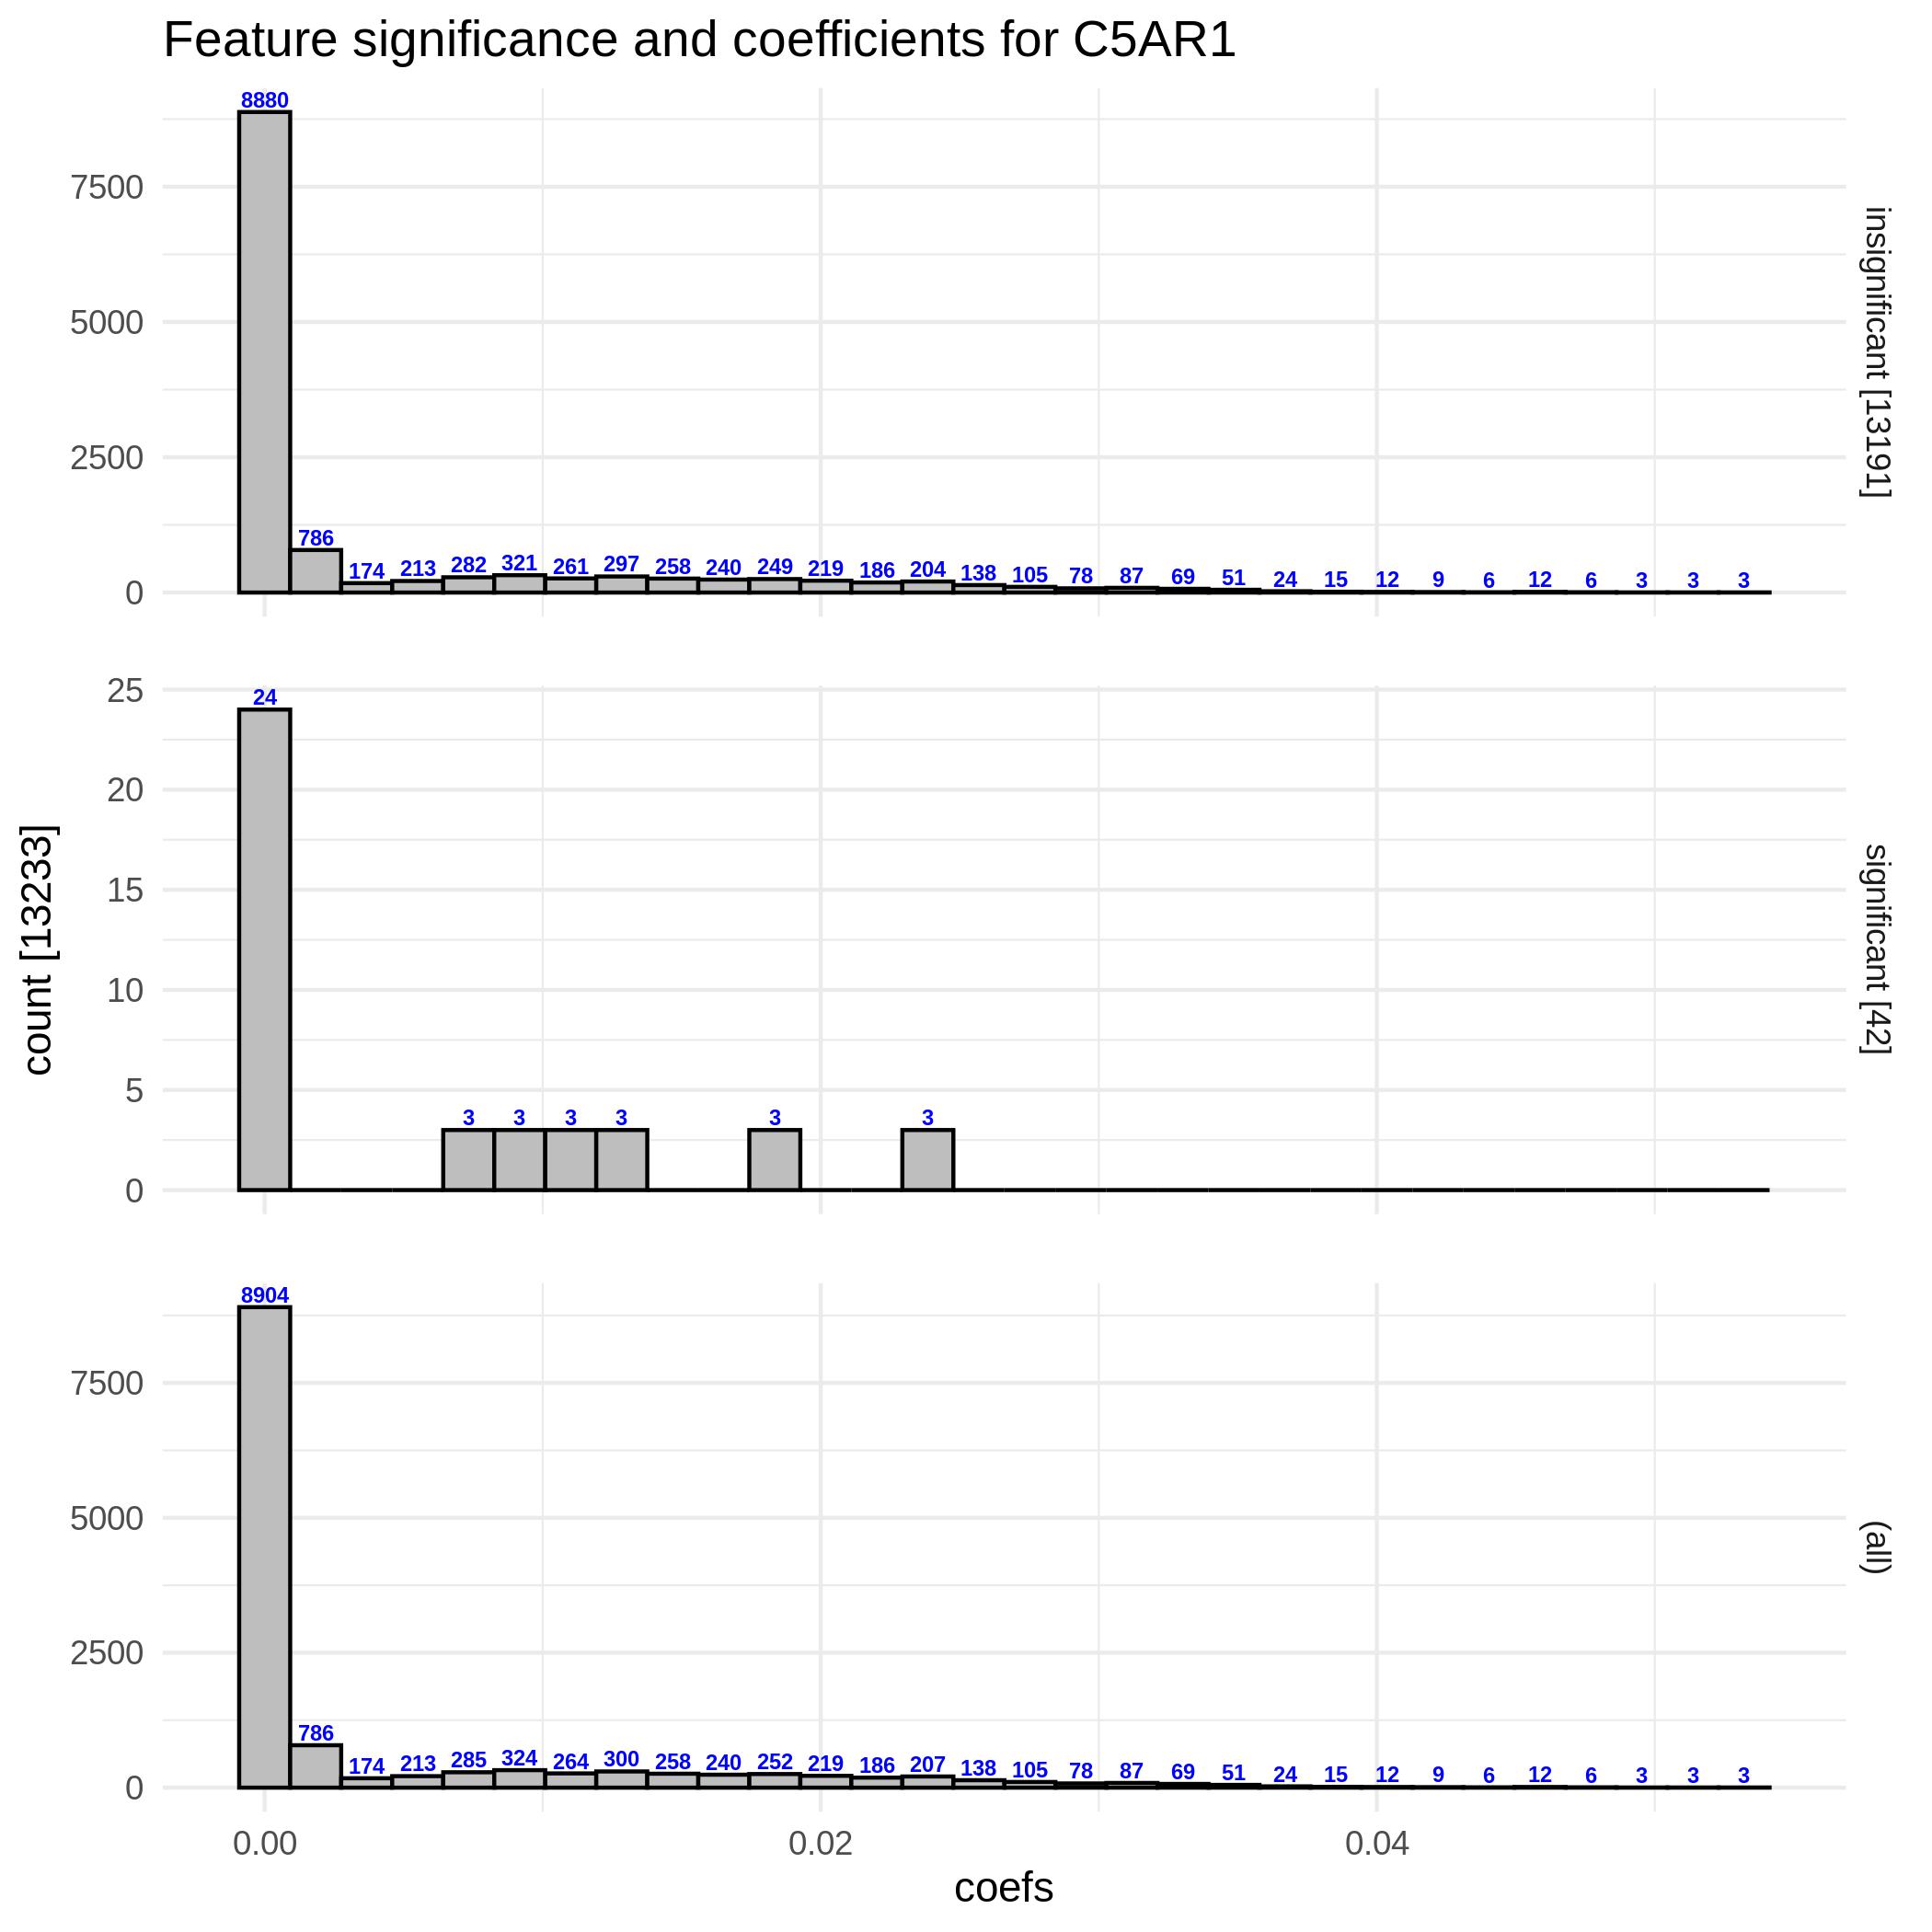 Feature significance and coefficients for C5AR1
8880
7500
5000
2500
0
786 174 213 282 321 261 297 258 240 249 219 186 204 138 105 78 87 69 51 24 15 12 9 6 12 6 3 3 3
insignificant [13191]
25
20
15
10
5
0
24
3 3 3 3 3 3
significant [42]
count [13233]
8904
7500
5000
2500
0
786 174 213 285 324 264 300 258 240 252 219 186 207 138 105 78 87 69 51 24 15 12 9 6 12 6 3 3 3
(all)
0.00 0.02 0.04
coefs